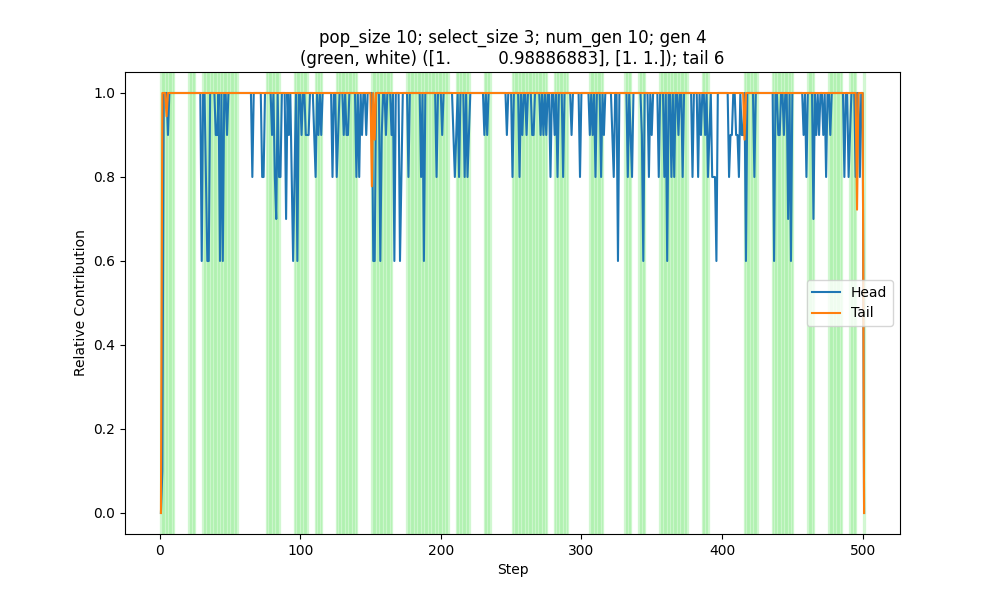 pop_size 10; select_size 3; num_gen 10; gen 4
(green, white) ([1.          0.98886883], [1. 1.]); tail 6
1.0
0.8
0.6
0.4
0.2
0.0
Relative Contribution
Head
Tail
0
100
200
300
400
500
Step